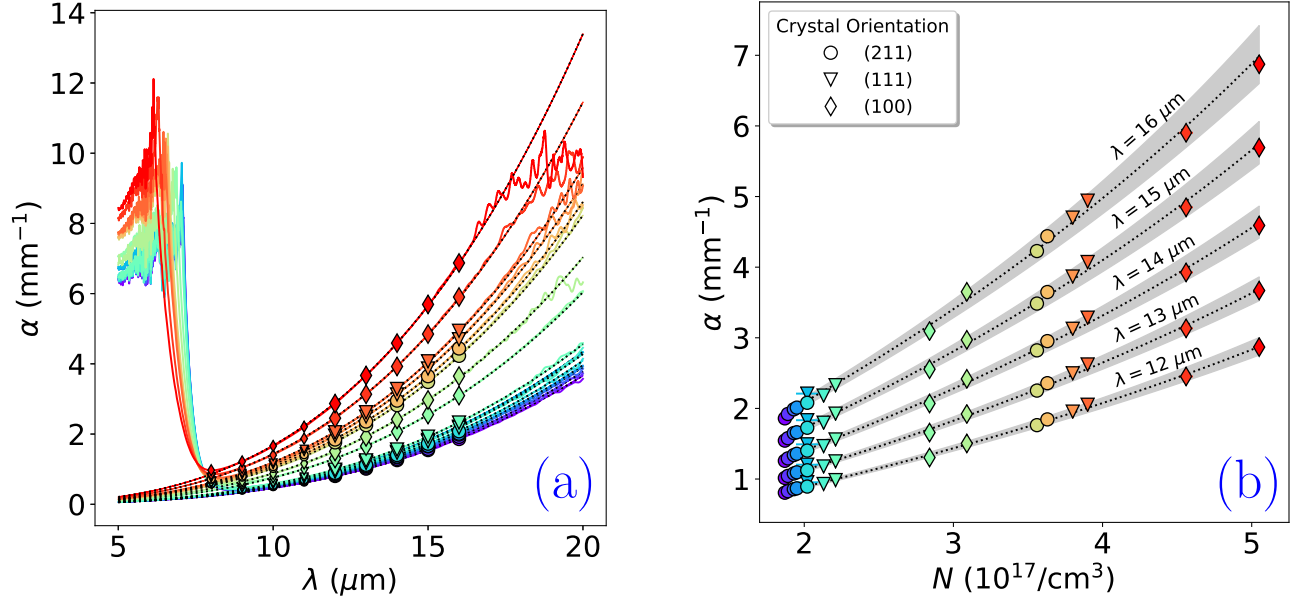 14
12
10
8
6
4
2
0
α (mm⁻¹)
5
10
15
20
λ (μm)
(a)
7
6
5
4
3
2
1
α (mm⁻¹)
Crystal Orientation
(211)
(111)
(100)
λ = 16 μm
λ = 15 μm
λ = 14 μm
λ = 13 μm
λ = 12 μm
(b)
2
3
4
5
N (10¹⁷/cm³)